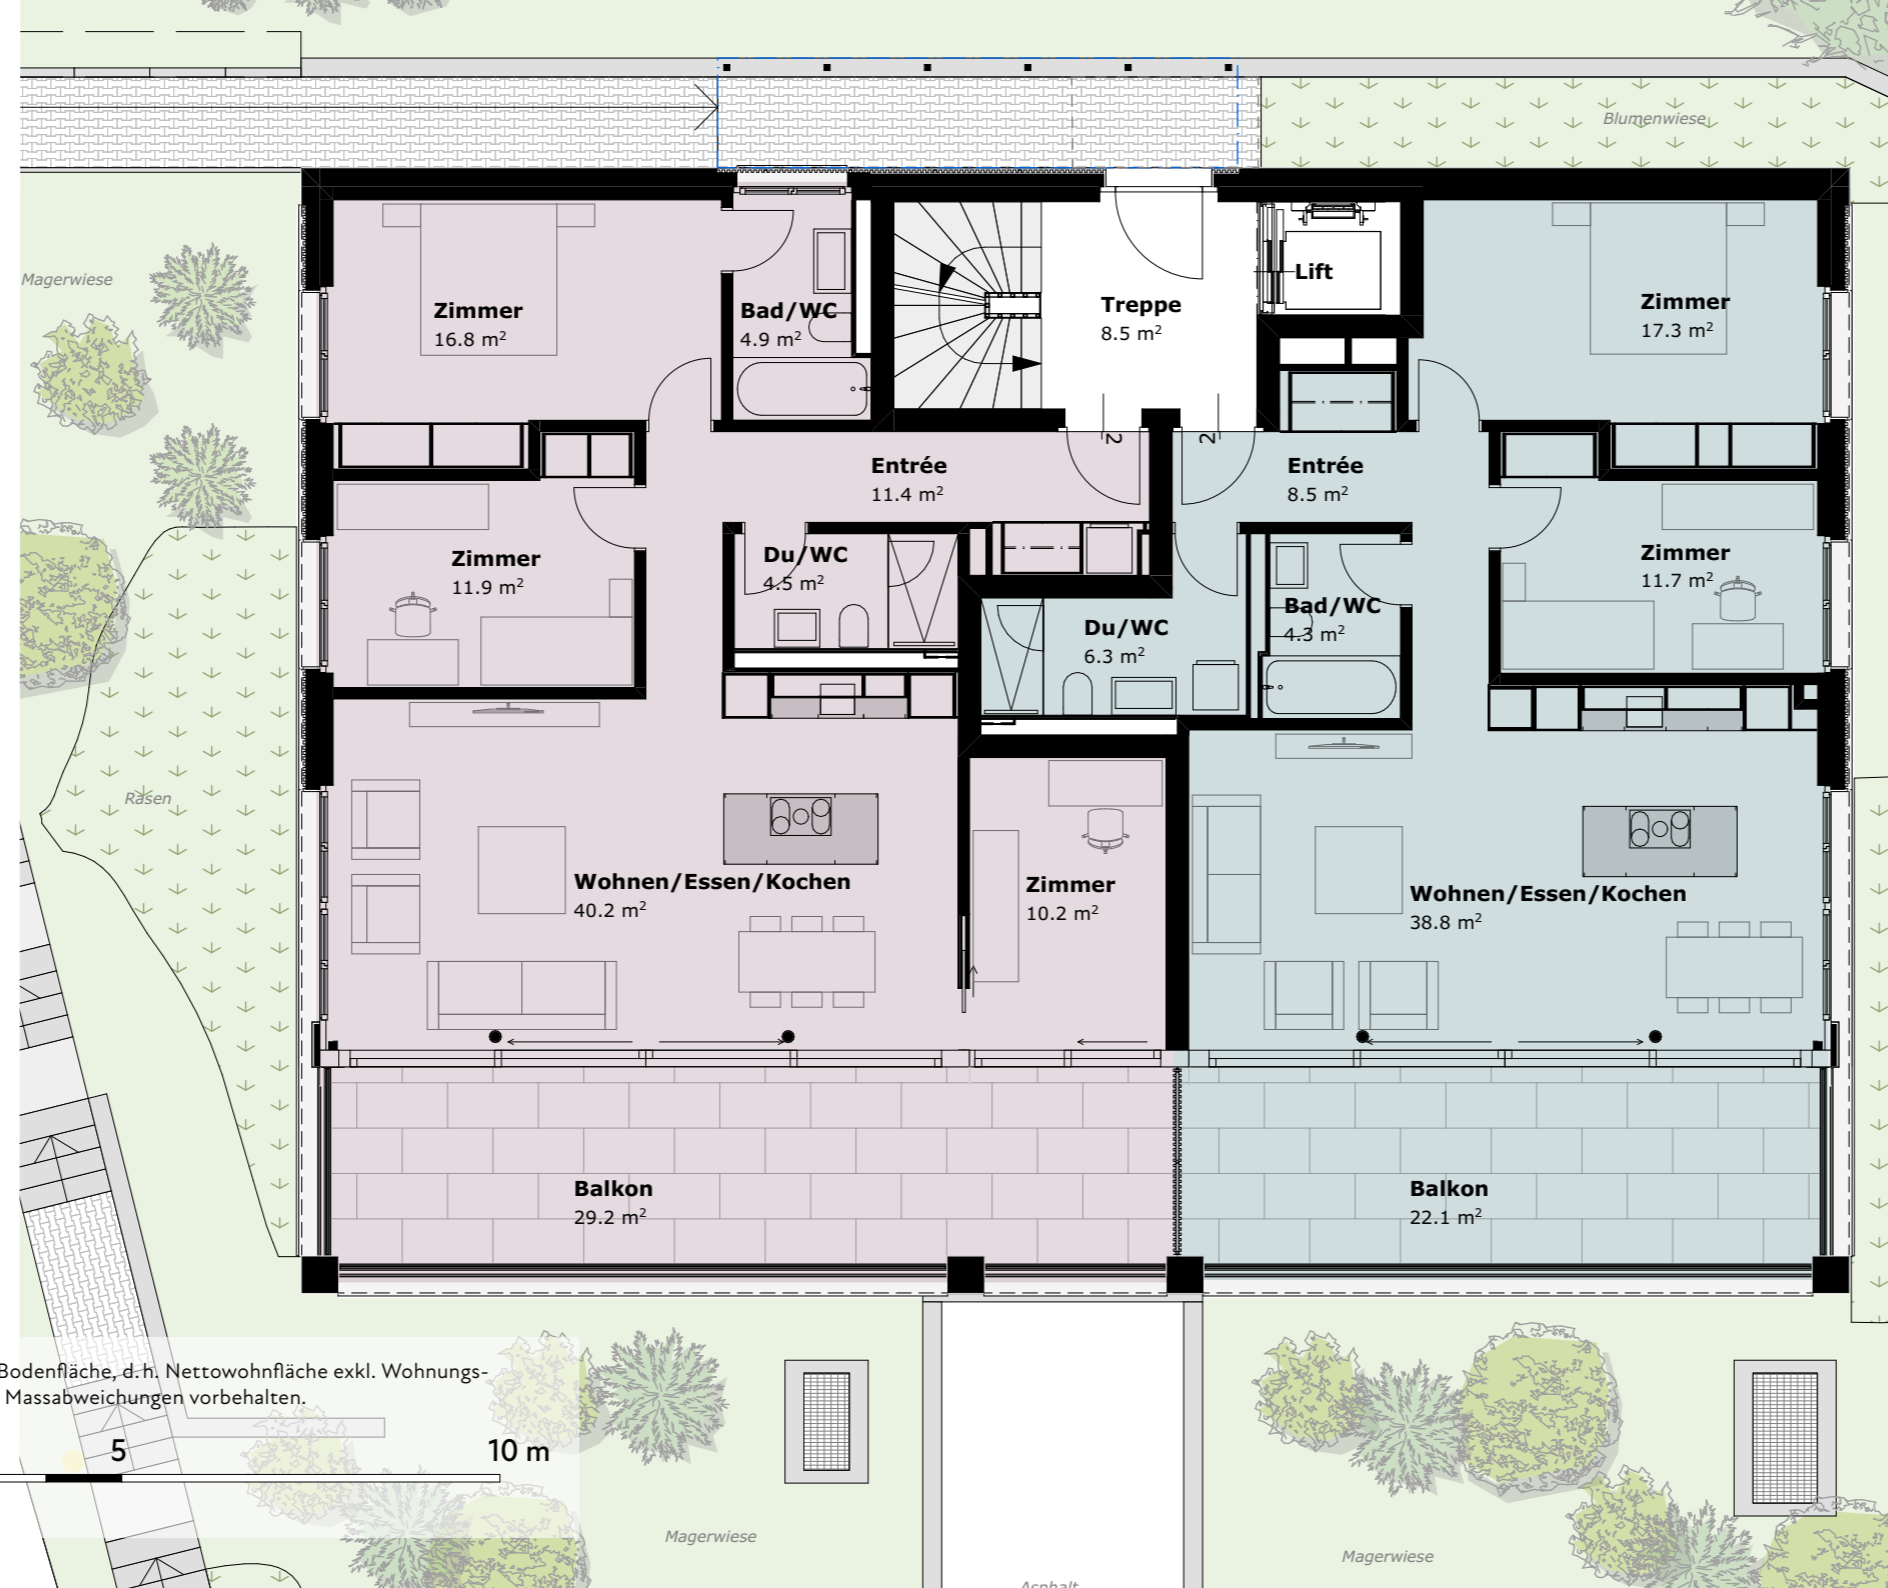 Blumenwiese
Magerwiese
Zimmer
16.8 m²
Bad/WC
4.9 m²
Treppe
8.5 m²
Lift
Zimmer
17.3 m²
2
2
Entrée
11.4 m²
Entrée
8.5 m²
Zimmer
11.9 m²
Du/WC
4.5 m²
Du/WC
6.3 m²
Bad/WC
4.3 m²
Zimmer
11.7 m²
Rasen
Wohnen/Essen/Kochen
40.2 m²
Zimmer
10.2 m²
Wohnen/Essen/Kochen
38.8 m²
Balkon
29.2 m²
Balkon
22.1 m²
Bodenfläche, d. h. Nettowohnfläche exkl. Wohnungs-
Massabweichungen vorbehalten.
5
10 m
Magerwiese
Magerwiese
Asphalt